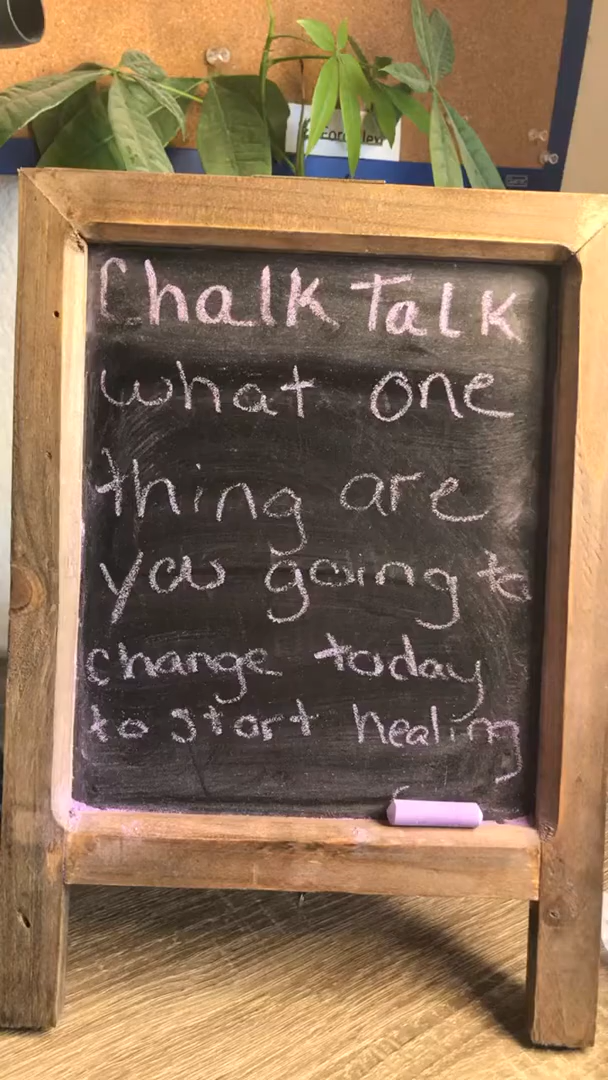 Chalk Talk
what one
thing are
you going to
change today
to start healing